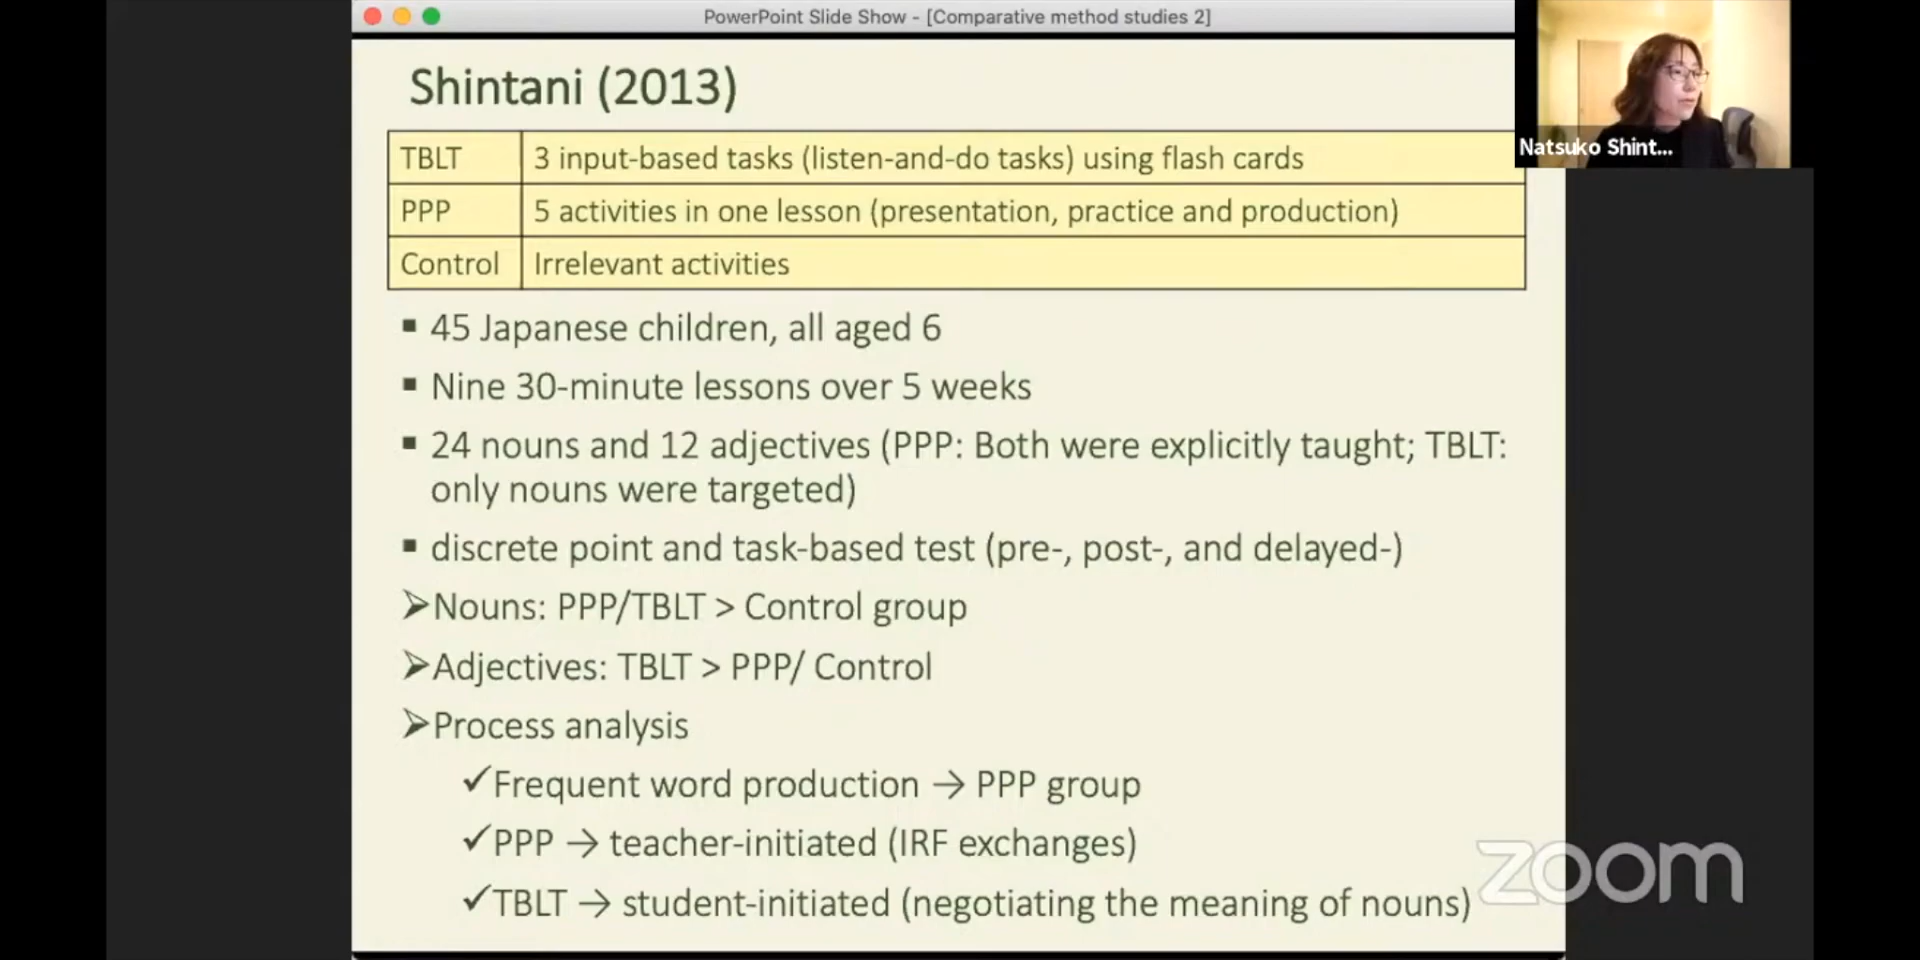 PowerPoint Slide Show - [Comparative method studies 2]
Shintani (2013)
Natsuko Shint...
TBLT 3 input-based tasks (listen-and-do tasks) using flash cards
PPP 5 activities in one lesson (presentation, practice and production)
Control Irrelevant activities
▪ 45 Japanese children, all aged 6
▪ Nine 30-minute lessons over 5 weeks
▪ 24 nouns and 12 adjectives (PPP: Both were explicitly taught; TBLT:
only nouns were targeted)
▪ discrete point and task-based test (pre-, post-, and delayed-)
➢Nouns: PPP/TBLT > Control group
➢Adjectives: TBLT > PPP/ Control
➢Process analysis
✓Frequent word production → PPP group
✓PPP → teacher-initiated (IRF exchanges)
✓TBLT → student-initiated (negotiating the meaning of nouns)
zoom